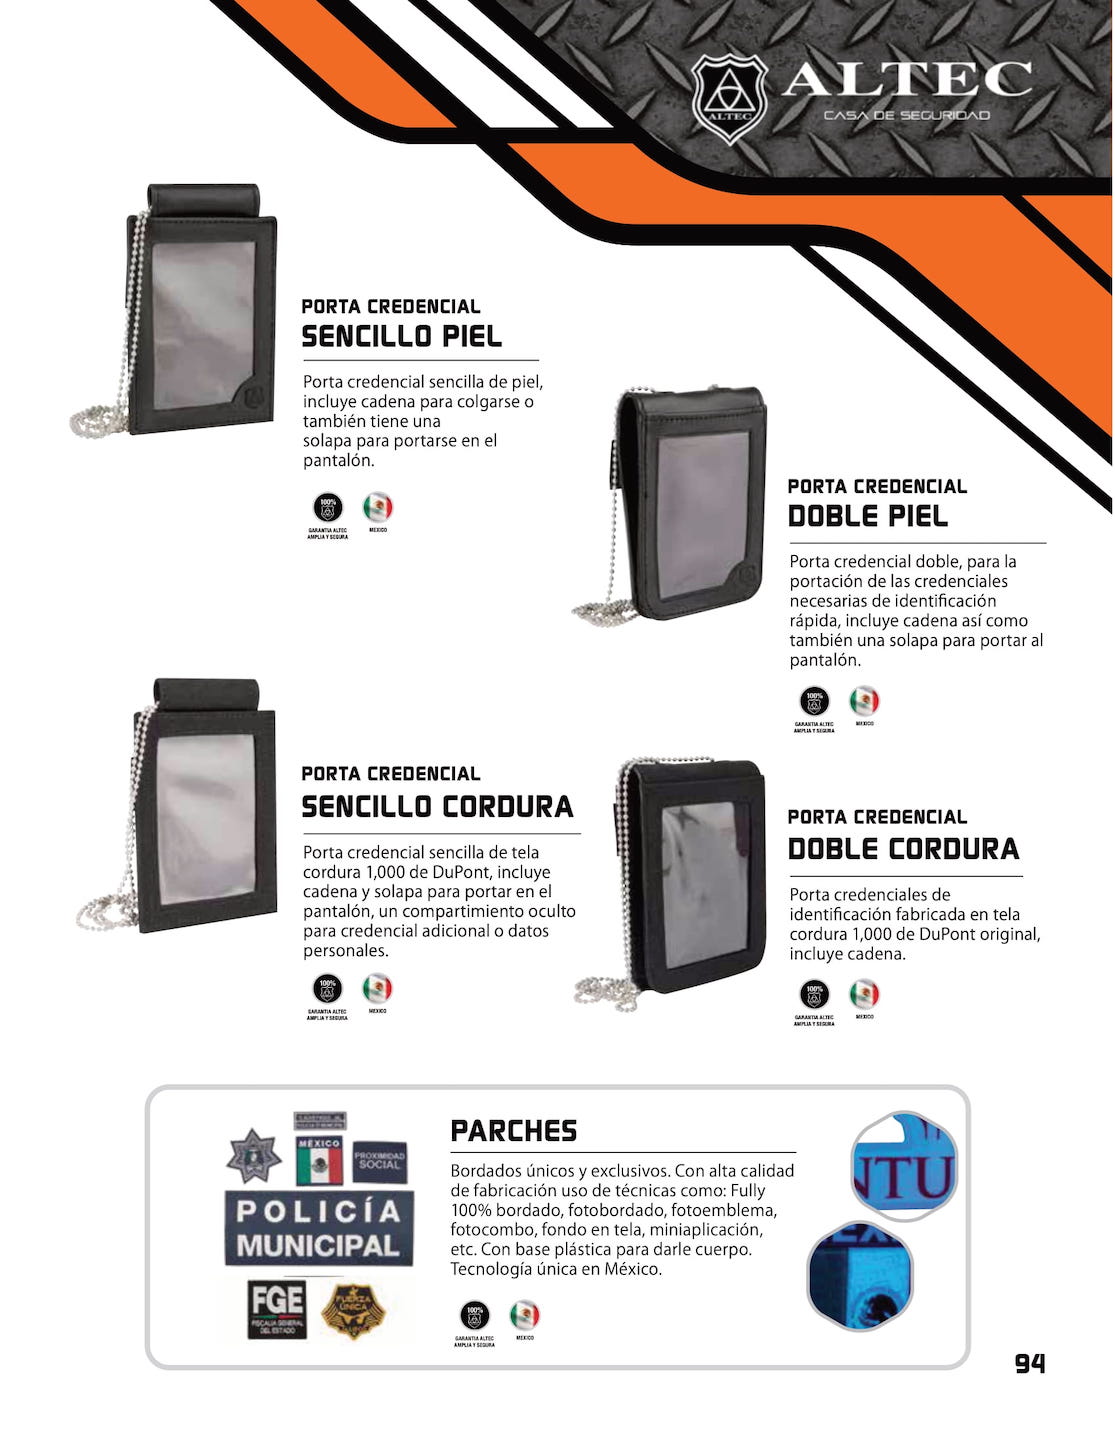 ALTEC
ALTEC
CASA DE SEGURIDAD
PORTA CREDENCIAL
SENCILLO PIEL
Porta credencial sencilla de piel,
incluye cadena para colgarse o
también tiene una
solapa para portarse en el
pantalón.
100%
GARANTIA ALTEC
AMPLIA Y SEGURA
MEXICO
PORTA CREDENCIAL
DOBLE PIEL
Porta credencial doble, para la
portación de las credenciales
necesarias de identificación
rápida, incluye cadena así como
también una solapa para portar al
pantalón.
100%
GARANTIA ALTEC
AMPLIA Y SEGURA
MEXICO
PORTA CREDENCIAL
SENCILLO CORDURA
Porta credencial sencilla de tela
cordura 1,000 de DuPont, incluye
cadena y solapa para portar en el
pantalón, un compartimiento oculto
para credencial adicional o datos
personales.
100%
GARANTIA ALTEC
AMPLIA Y SEGURA
MEXICO
PORTA CREDENCIAL
DOBLE CORDURA
Porta credenciales de
identificación fabricada en tela
cordura 1,000 de DuPont original,
incluye cadena.
100%
GARANTIA ALTEC
AMPLIA Y SEGURA
MEXICO
MÉXICO
PROXIMIDAD
SOCIAL
POLICÍA
MUNICIPAL
FGE
FISCALIA GENERAL
DEL ESTADO
FUERZA
ÚNICA
PARCHES
Bordados únicos y exclusivos. Con alta calidad
de fabricación uso de técnicas como: Fully
100% bordado, fotobordado, fotoemblema,
fotocombo, fondo en tela, miniaplicación,
etc. Con base plástica para darle cuerpo.
Tecnología única en México.
100%
GARANTIA ALTEC
AMPLIA Y SEGURA
MEXICO
NTU
94